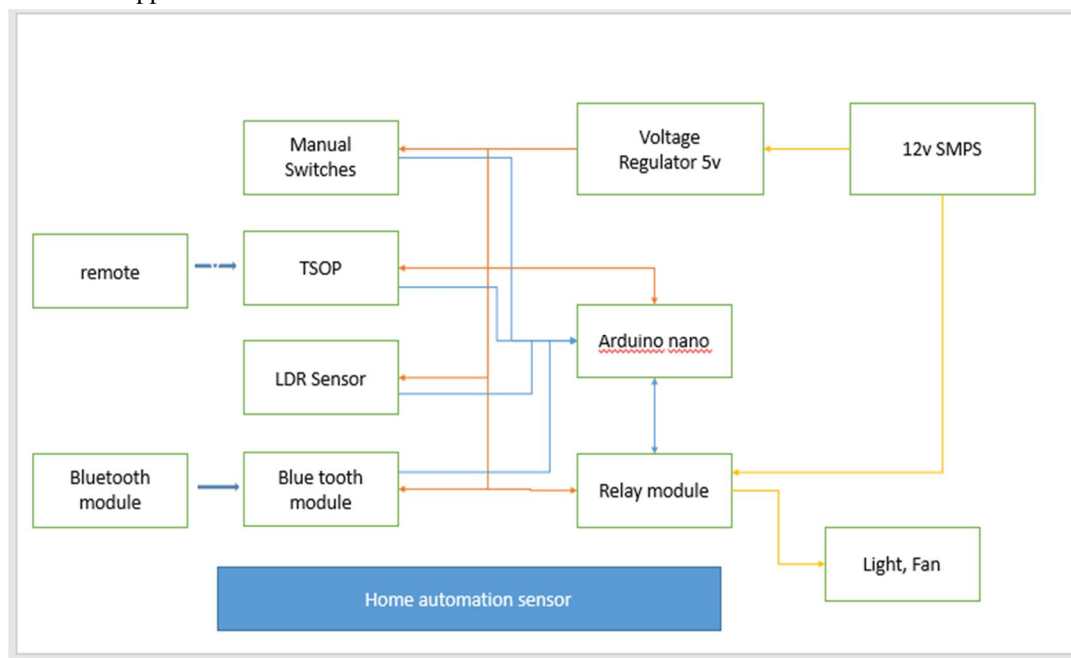 Manual
Switches
Voltage
Regulator 5v
12v SMPS
remote
TSOP
Arduino nano
LDR Sensor
Bluetooth
module
Blue tooth
module
Relay module
Light, Fan
Home automation sensor